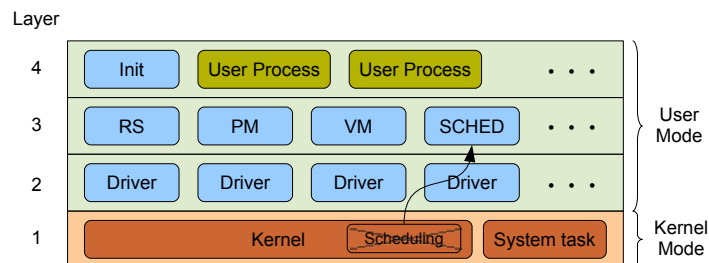 Layer
4
Init
User Process
User Process
. . .
3
RS
PM
VM
SCHED
. . .
User
Mode
2
Driver
Driver
Driver
Driver
. . .
1
Kernel
Scheduling
System task
Kernel
Mode